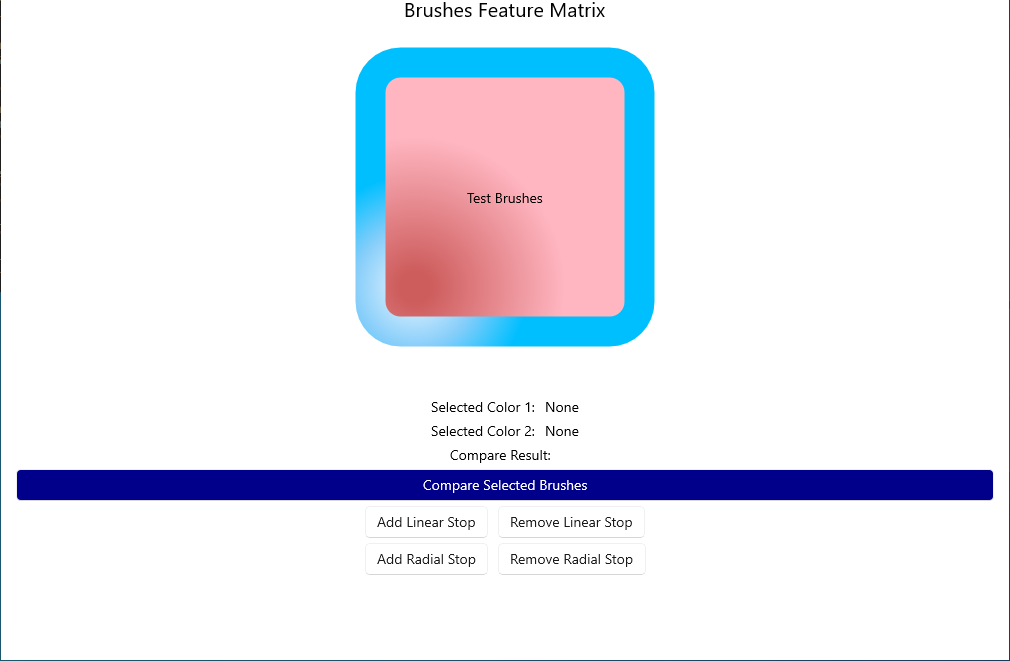 Brushes Feature Matrix
Test Brushes
Selected Color 1: None
Selected Color 2: None
Compare Result:
Compare Selected Brushes
Add Linear Stop Remove Linear Stop
Add Radial Stop Remove Radial Stop